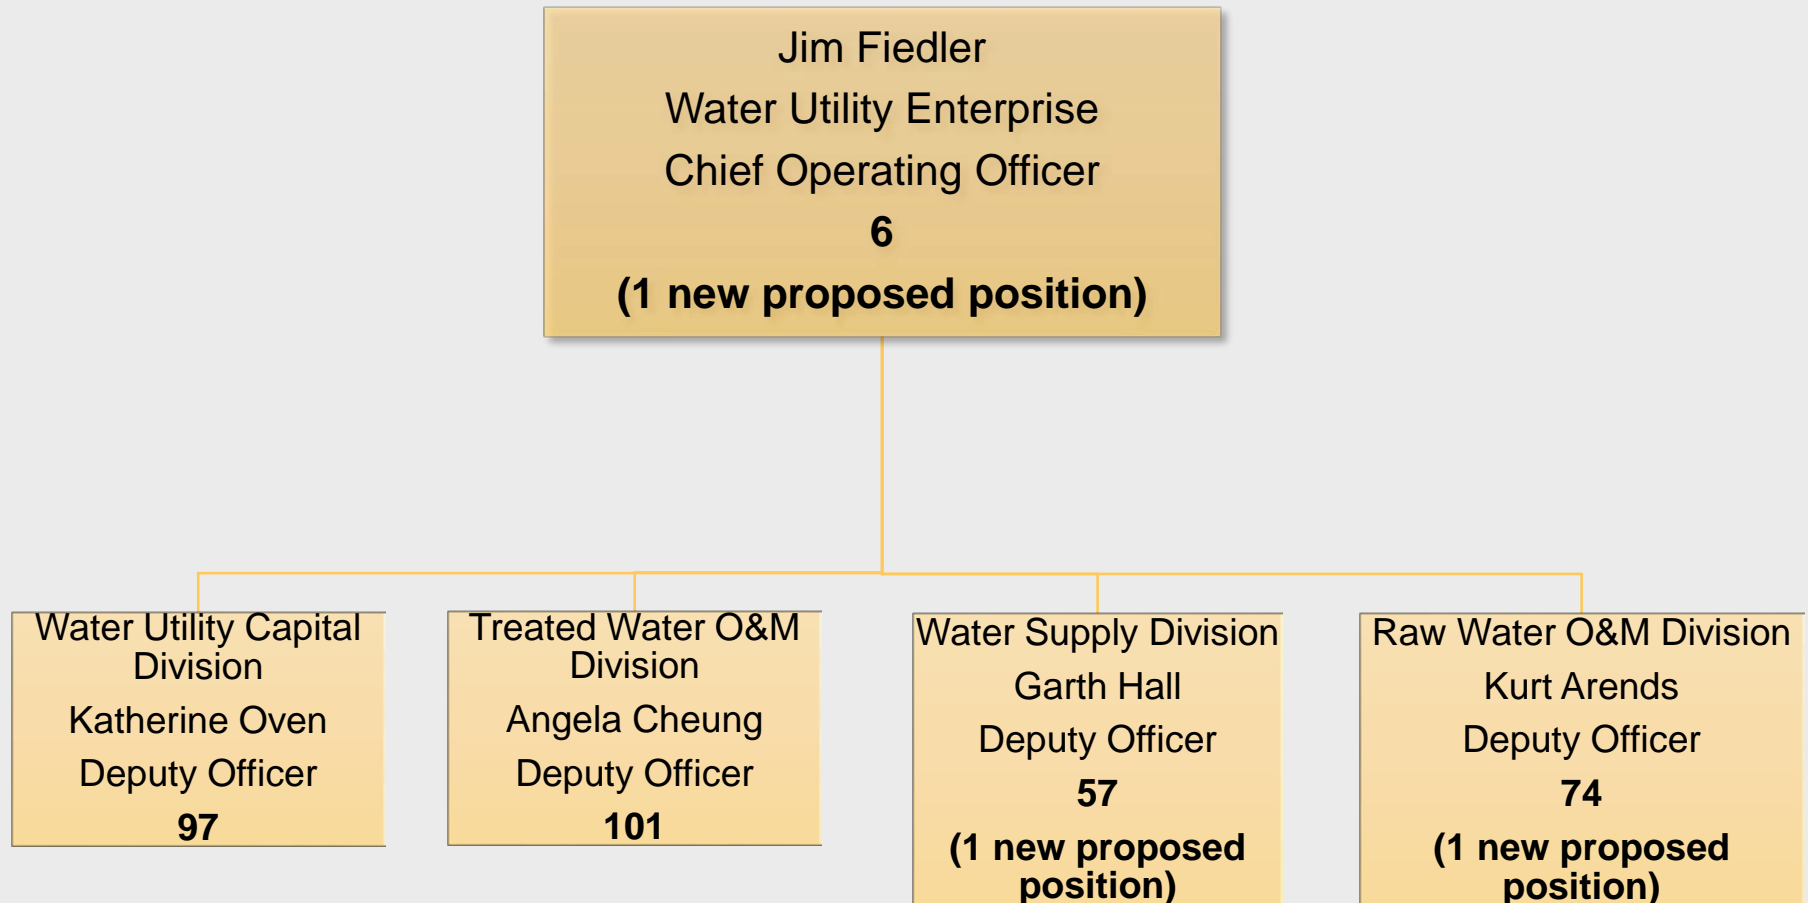 Jim Fiedler
Water Utility Enterprise
Chief Operating Officer
6
(1 new proposed position)
Water Utility Capital
Division
Katherine Oven
Deputy Officer
97
Treated Water O&M
Division
Angela Cheung
Deputy Officer
101
Water Supply Division
Garth Hall
Deputy Officer
57
(1 new proposed
position)
Raw Water O&M Division
Kurt Arends
Deputy Officer
74
(1 new proposed
position)